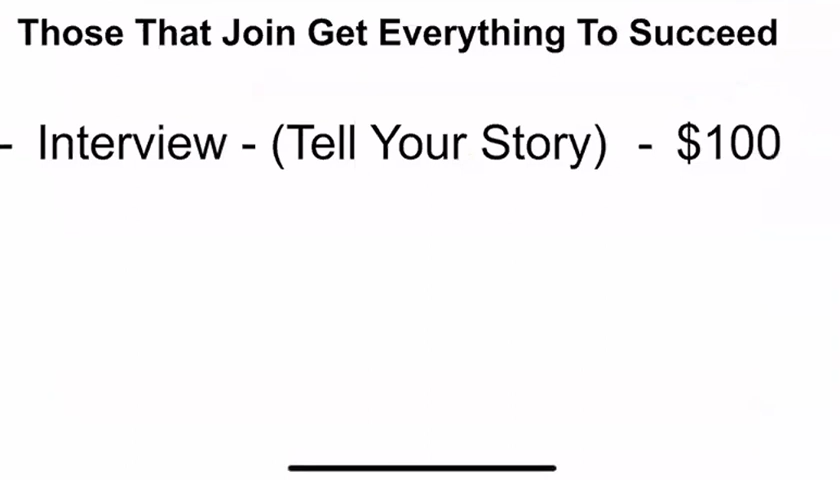 Those That Join Get Everything To Succeed
- Interview - (Tell Your Story) - $100